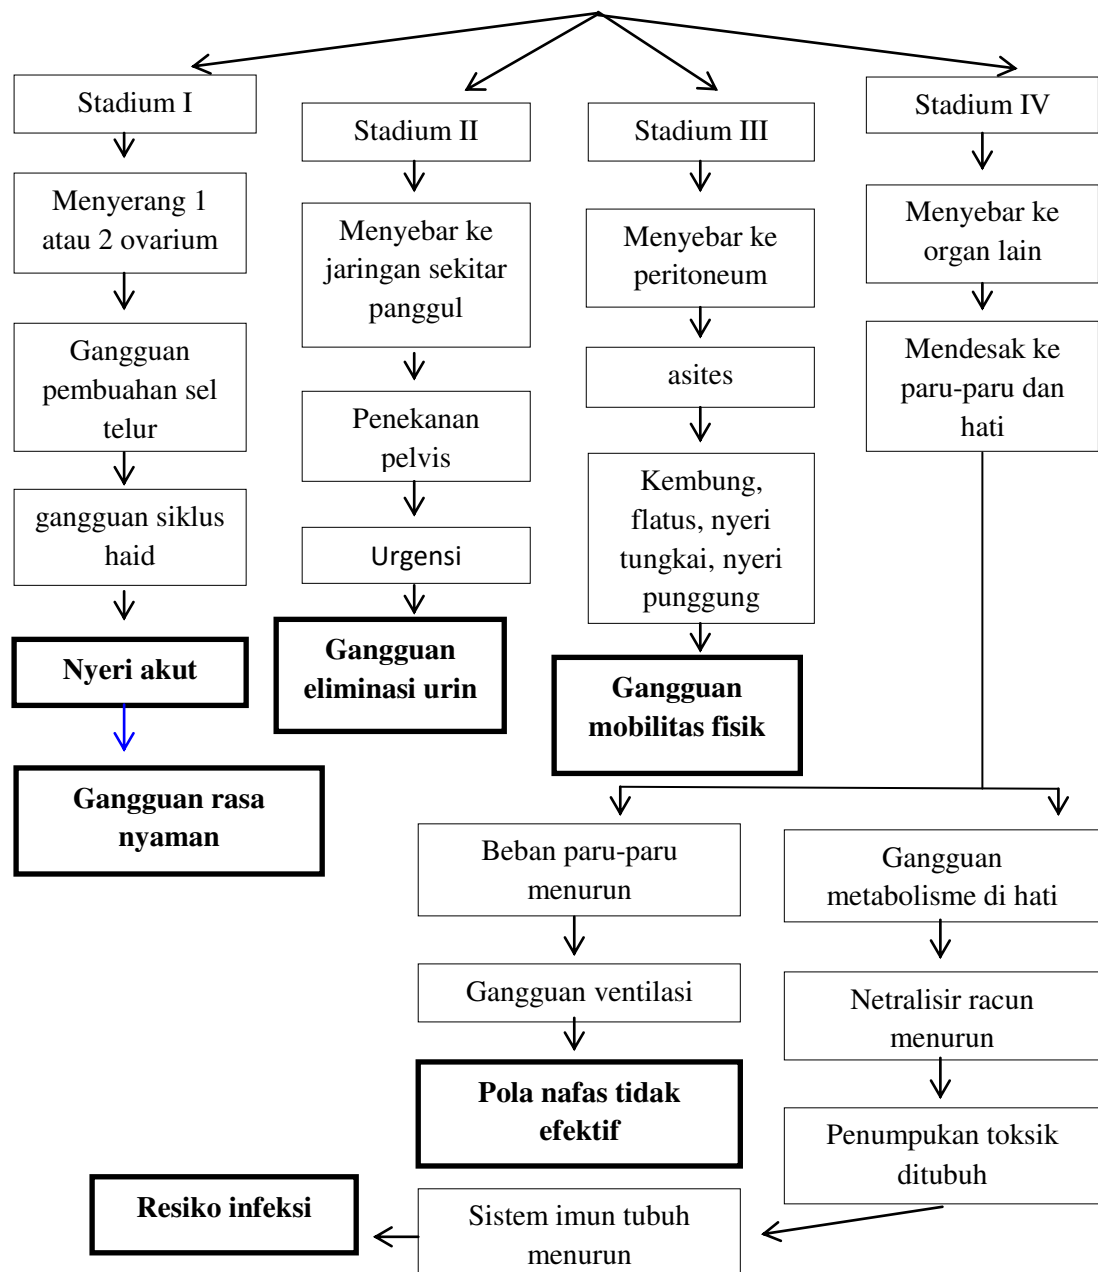 Stadium I
Menyerang 1
atau 2 ovarium
Gangguan
pembuahan sel
telur
gangguan siklus
haid
Nyeri akut
Gangguan rasa
nyaman
Stadium II
Menyebar ke
jaringan sekitar
panggul
Penekanan
pelvis
Urgensi
Gangguan
eliminasi urin
Stadium III
Menyebar ke
peritoneum
asites
Kembung,
flatus, nyeri
tungkai, nyeri
punggung
Gangguan
mobilitas fisik
Stadium IV
Menyebar ke
organ lain
Mendesak ke
paru-paru dan
hati
Beban paru-paru
menurun
Gangguan ventilasi
Pola nafas tidak
efektif
Gangguan
metabolisme di hati
Netralisir racun
menurun
Penumpukan toksik
ditubuh
Sistem imun tubuh
menurun
Resiko infeksi